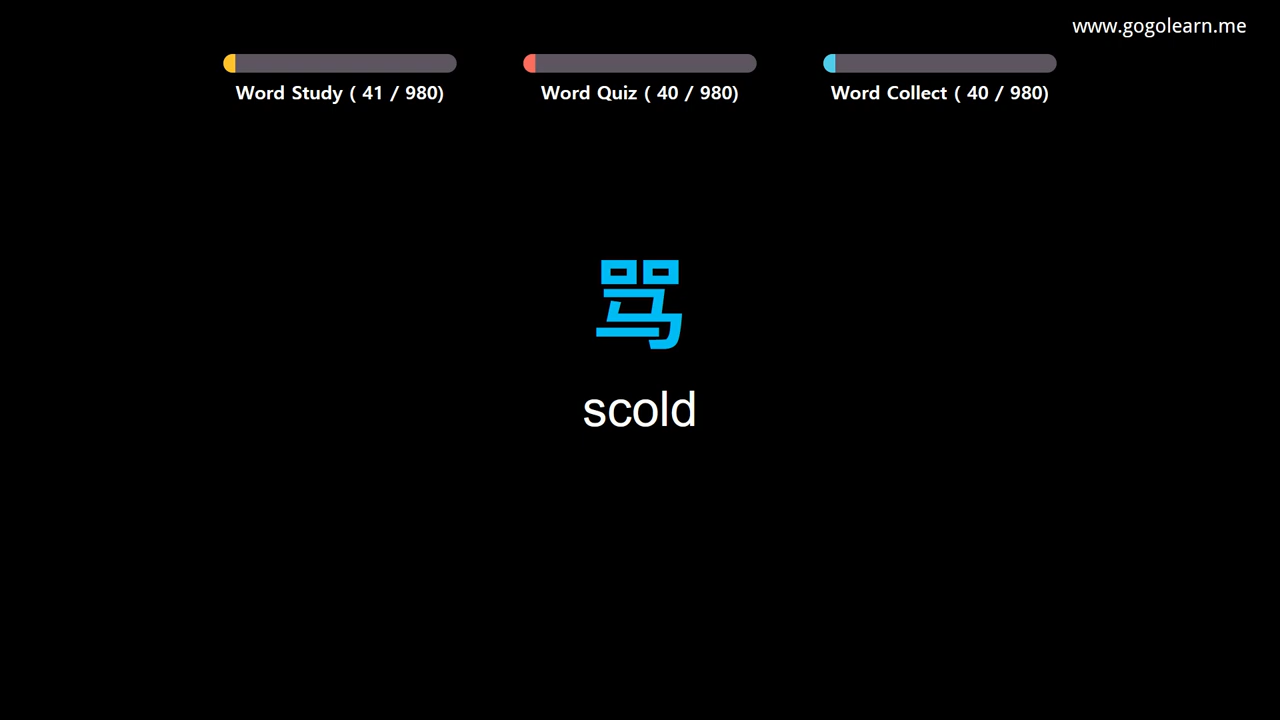 www.gogolearn.me
Word Study ( 41 / 980)
Word Quiz ( 40 / 980)
Word Collect ( 40 / 980)
骂
scold